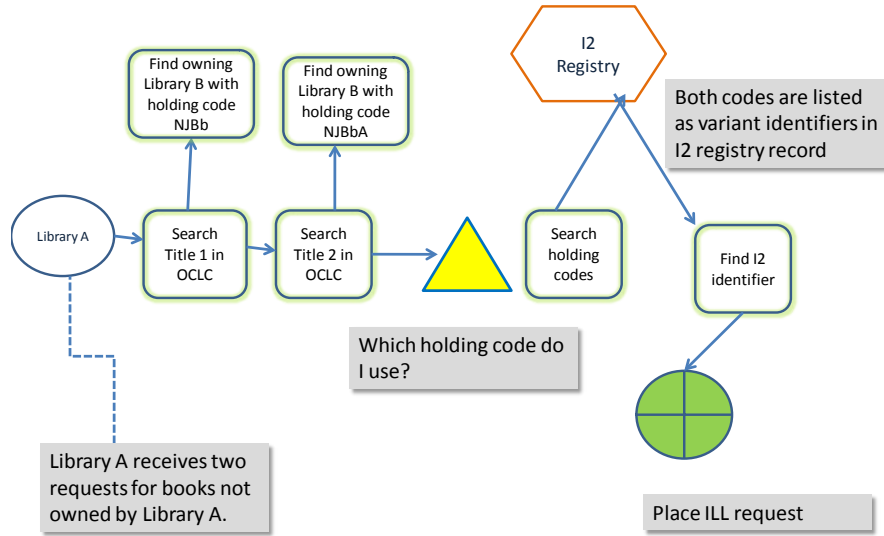 Find owning
Library B with
holding code
NJBb
Find owning
Library B with
holding code
NJBbA
I2
Registry
Both codes are listed
as variant identifiers in
I2 registry record
Library A
Search
Title 1 in
OCLC
Search
Title 2 in
OCLC
Search
holding
codes
Find I2
identifier
Which holding code do
I use?
Library A receives two
requests for books not
owned by Library A.
Place ILL request